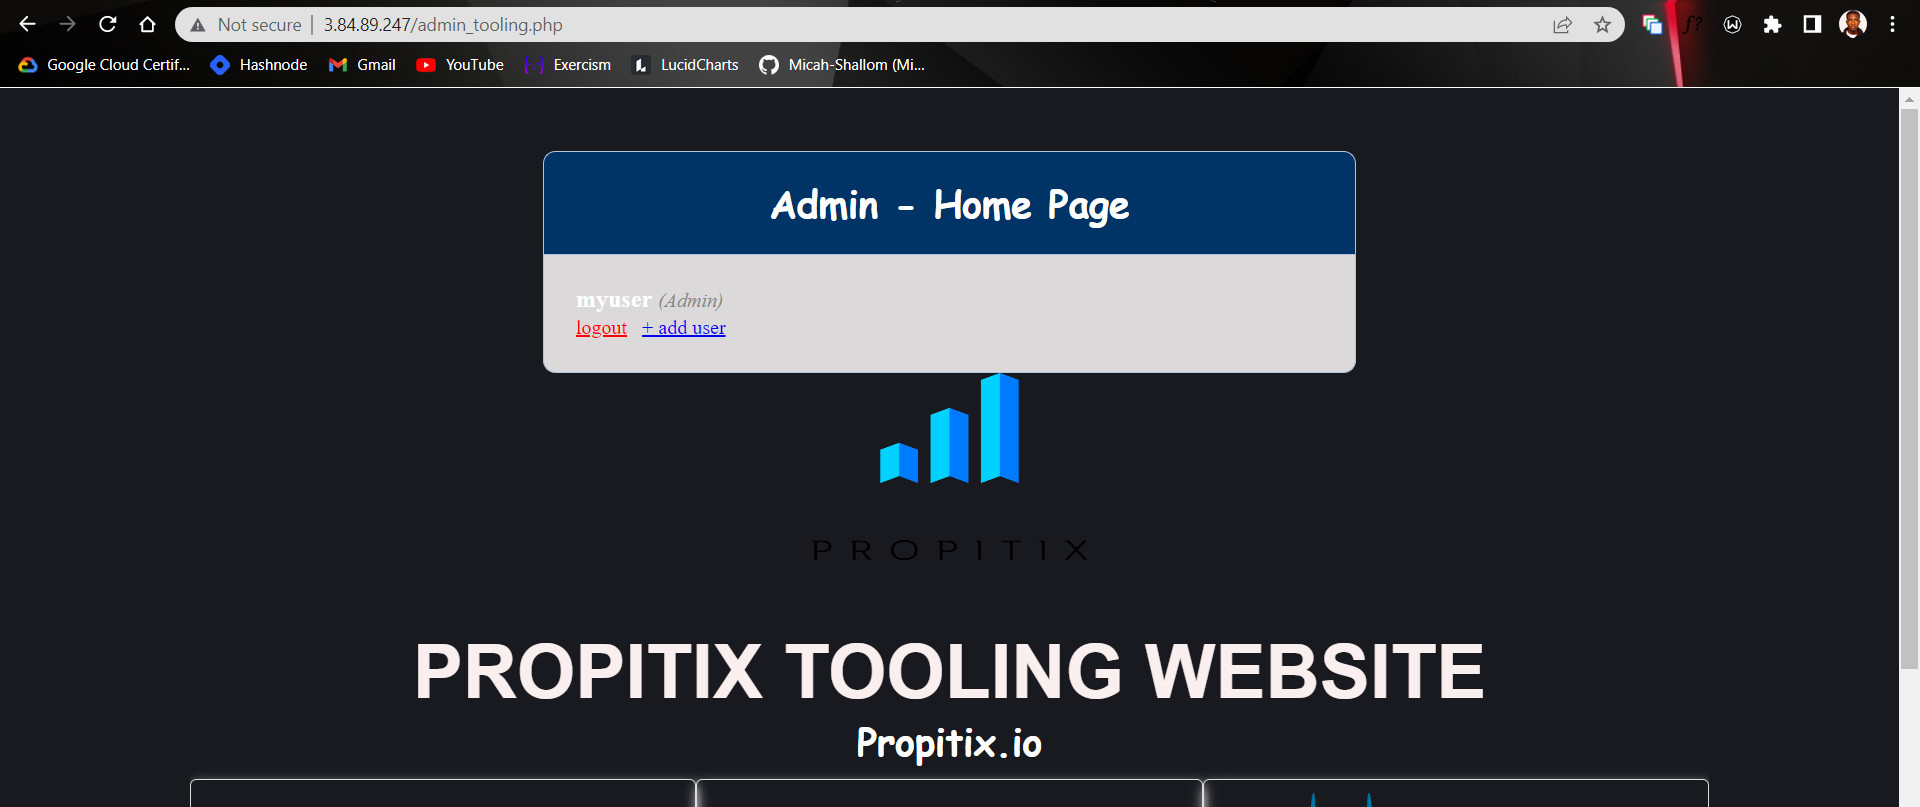 Not secure | 3.84.89.247/admin_tooling.php
Google Cloud Certif... Hashnode Gmail YouTube Exercism LucidCharts Micah-Shallom (Mi...
Admin - Home Page
myuser (Admin)
logout + add user
PROPITIX
PROPITIX TOOLING WEBSITE
Propitix.io